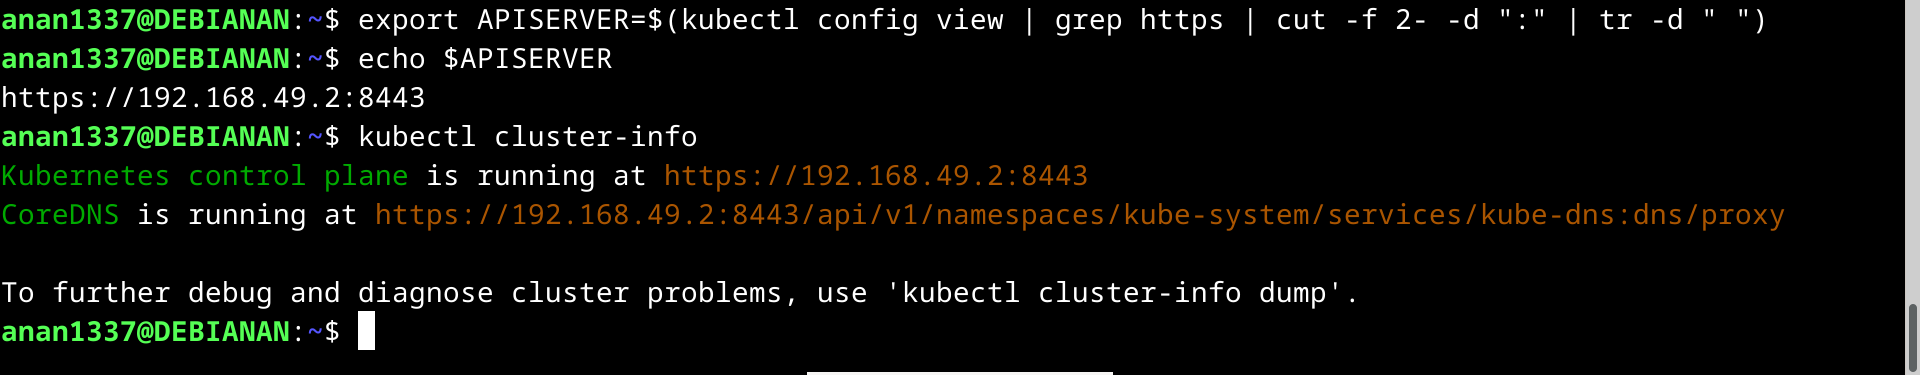 anan1337@DEBIANAN:~$ export APISERVER=$(kubectl config view | grep https | cut -f 2- -d ":" | tr -d " ")
anan1337@DEBIANAN:~$ echo $APISERVER
https://192.168.49.2:8443
anan1337@DEBIANAN:~$ kubectl cluster-info
Kubernetes control plane is running at https://192.168.49.2:8443
CoreDNS is running at https://192.168.49.2:8443/api/v1/namespaces/kube-system/services/kube-dns:dns/proxy
To further debug and diagnose cluster problems, use 'kubectl cluster-info dump'.
anan1337@DEBIANAN:~$